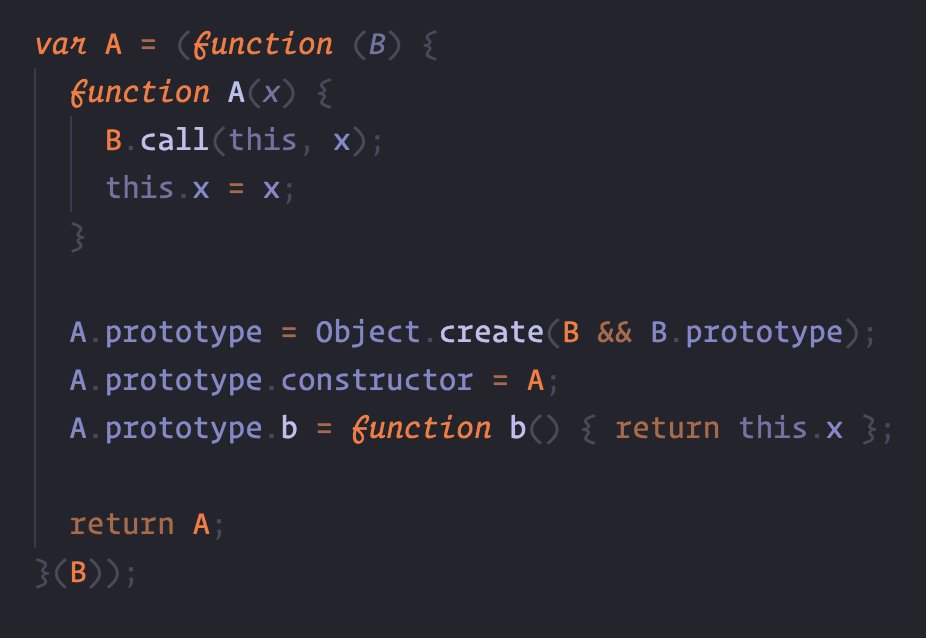 var A = (function (B) {
function A(x) {
B.call(this, x);
this.x = x;
}
A.prototype = Object.create(B && B.prototype);
A.prototype.constructor = A;
A.prototype.b = function b() { return this.x };
return A;
}(B));